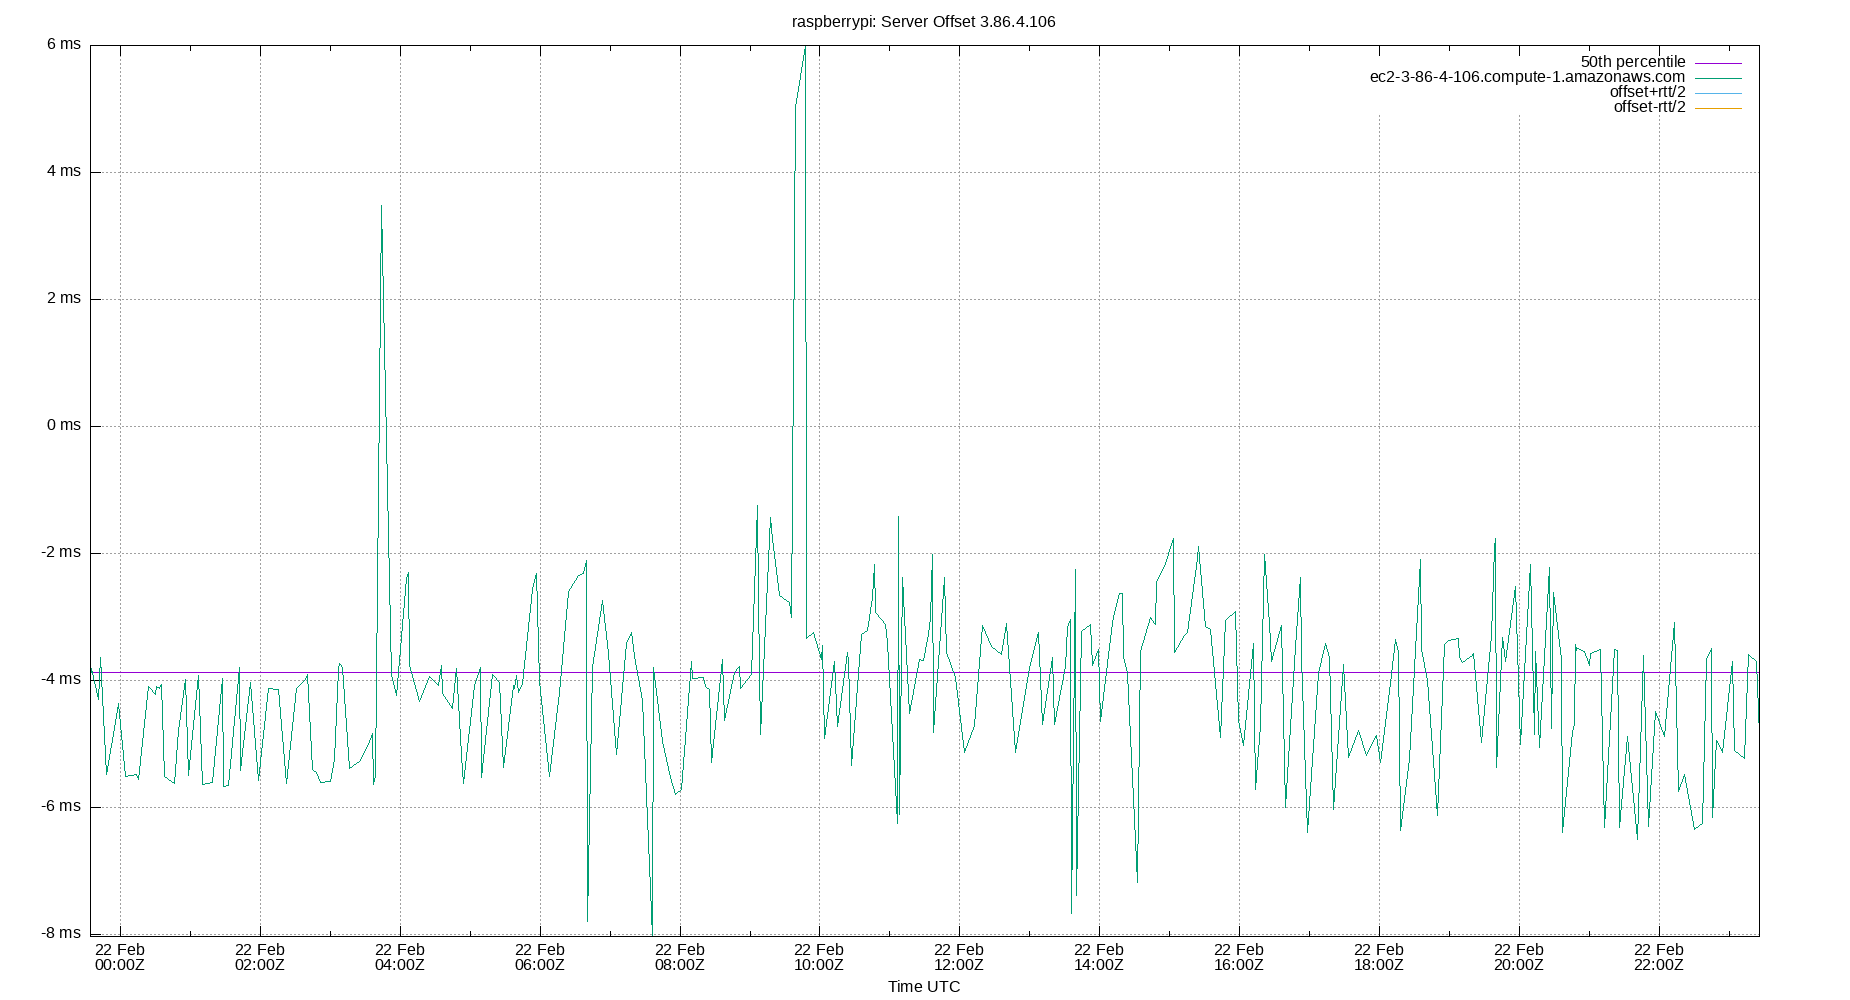 raspberrypi: Server Offset 3.86.4.106
6 ms
4 ms
2 ms
0 ms
-2 ms
-4 ms
-6 ms
-8 ms
50th percentile
ec2-3-86-4-106.compute-1.amazonaws.com
offset+rtt/2
offset-rtt/2
22 Feb 22 Feb 22 Feb 22 Feb 22 Feb 22 Feb 22 Feb 22 Feb 22 Feb 22 Feb 22 Feb 22 Feb
00:00Z 02:00Z 04:00Z 06:00Z 08:00Z 10:00Z 12:00Z 14:00Z 16:00Z 18:00Z 20:00Z 22:00Z
Time UTC